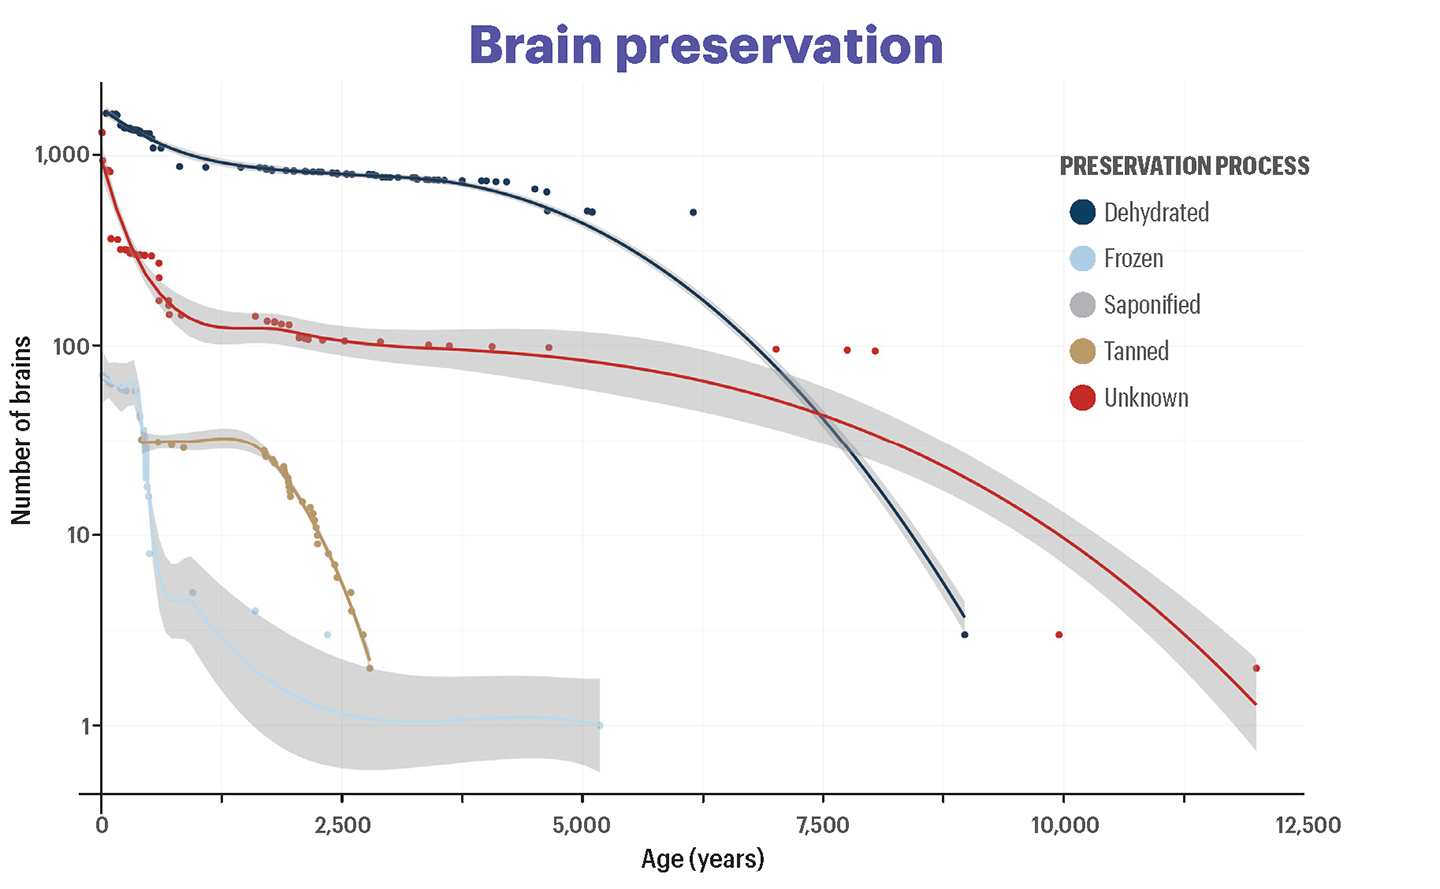 Brain preservation
1,000
100
10
1
Number of brains
PRESERVATION PROCESS
Dehydrated
Frozen
Saponified
Tanned
Unknown
0
2,500
5,000
7,500
10,000
12,500
Age (years)